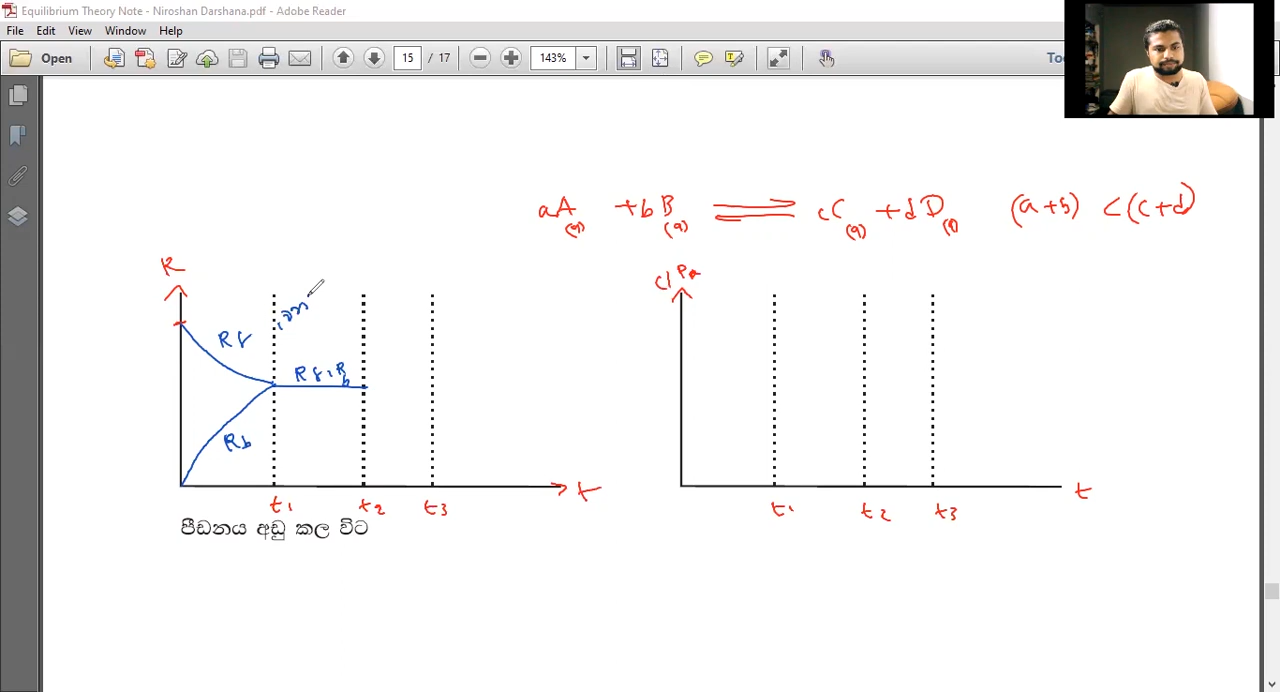 Equilibrium Theory Note - Niroshan Darshana.pdf - Adobe Reader
File Edit View Window Help
Open 15 / 17 143%
aA(g) + bB(g) ⇌ cC(g) + dD(g) (a+b) < (c+d)
R
Rf
Rf = Rb
Rb
t1 t2 t3 t
පීඩනය අඩු කල විට
t1 t2 t3 t